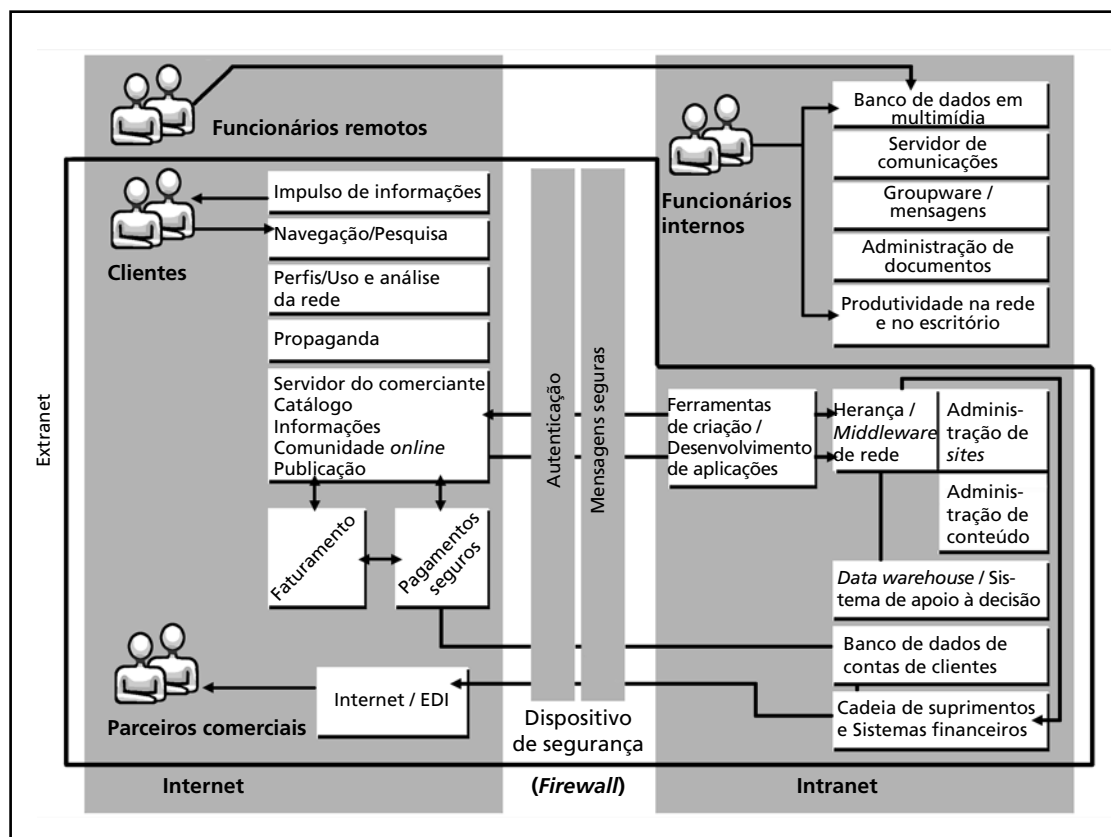 Funcionários remotos
Clientes
Impulso de informações
Navegação/Pesquisa
Perfis/Uso e análise
da rede
Propaganda
Servidor do comerciante
Catálogo
Informações
Comunidade online
Publicação
Faturamento
Pagamentos
seguros
Parceiros comerciais
Internet / EDI
Internet
Extranet
Autenticação
Mensagens seguras
Dispositivo
de segurança
(Firewall)
Funcionários
internos
Banco de dados em
multimídia
Servidor de
comunicações
Groupware /
mensagens
Administração de
documentos
Produtividade na rede
e no escritório
Ferramentas
de criação /
Desenvolvimento
de aplicações
Herança /
Middleware
de rede
Adminis-
tração de
sites
Adminis-
tração de
conteúdo
Data warehouse / Sis-
tema de apoio à decisão
Banco de dados de
contas de clientes
Cadeia de suprimentos
e Sistemas financeiros
Intranet